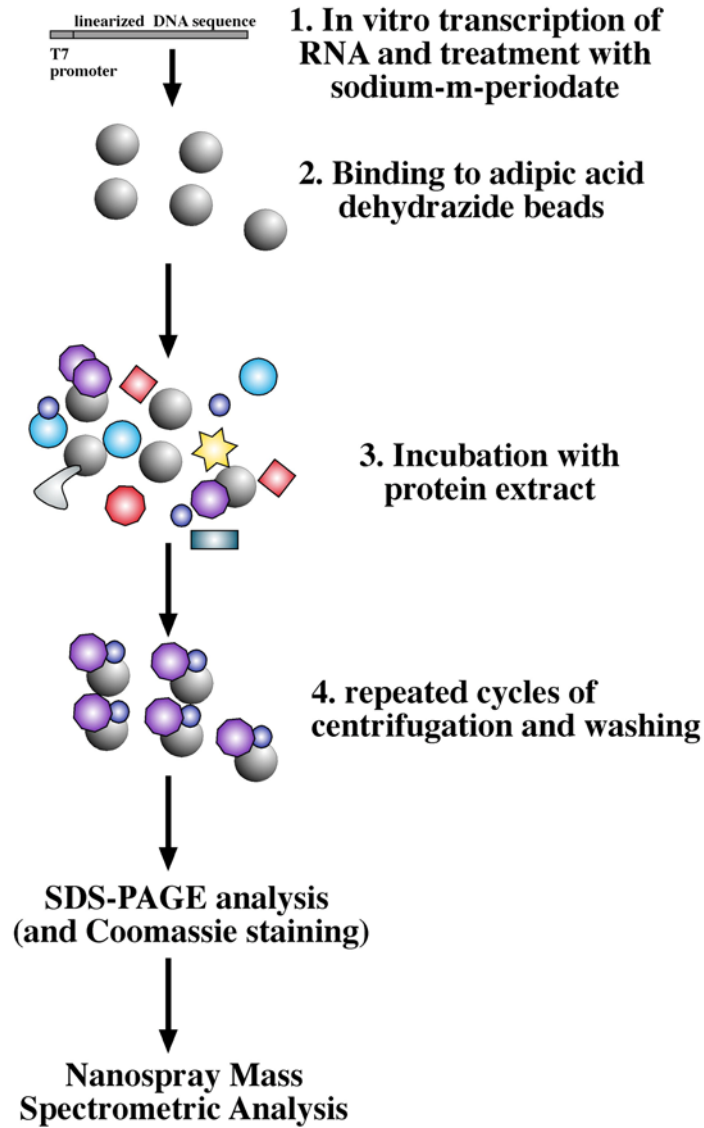 linearized DNA sequence
T7
promoter
1. In vitro transcription of
RNA and treatment with
sodium-m-periodate
2. Binding to adipic acid
dehydrazide beads
3. Incubation with
protein extract
4. repeated cycles of
centrifugation and washing
SDS-PAGE analysis
(and Coomassie staining)
Nanospray Mass
Spectrometric Analysis